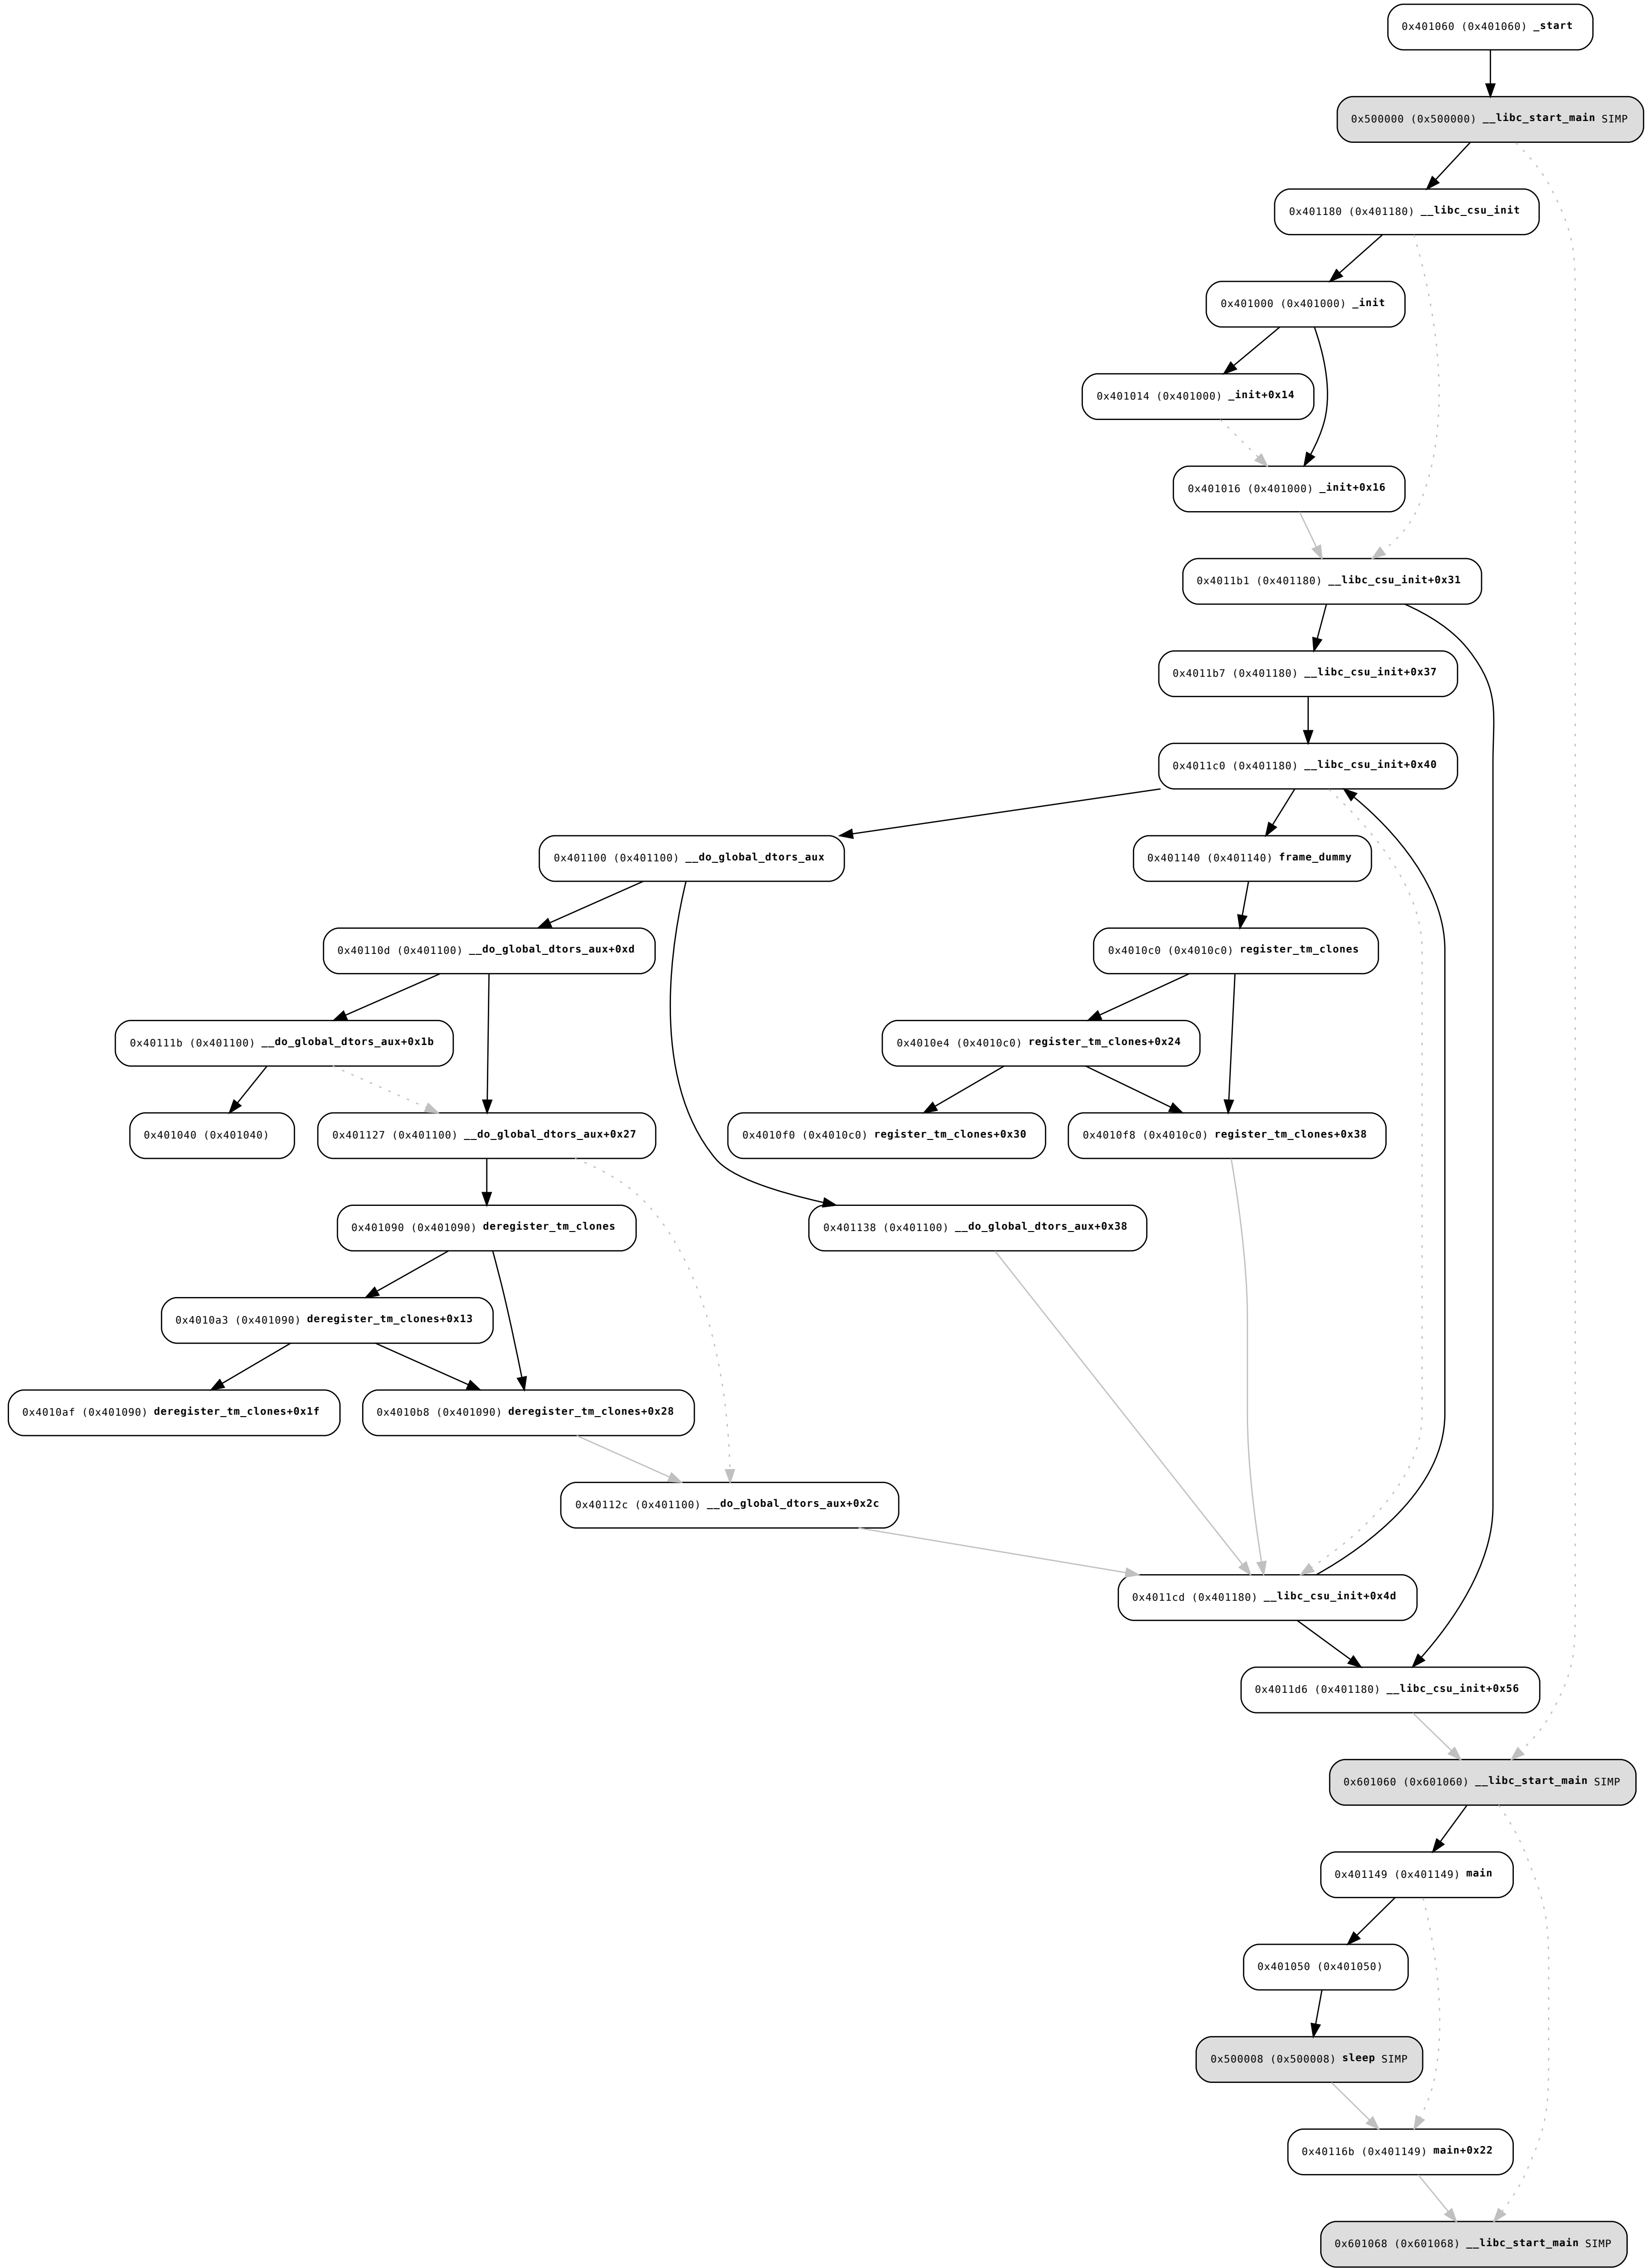 0x401060 (0x401060) _start
0x500000 (0x500000) __libc_start_main SIMP
0x401180 (0x401180) __libc_csu_init
0x401000 (0x401000) _init
0x401014 (0x401000) _init+0x14
0x401016 (0x401000) _init+0x16
0x4011b1 (0x401180) __libc_csu_init+0x31
0x4011b7 (0x401180) __libc_csu_init+0x37
0x4011c0 (0x401180) __libc_csu_init+0x40
0x401100 (0x401100) __do_global_dtors_aux
0x401140 (0x401140) frame_dummy
0x40110d (0x401100) __do_global_dtors_aux+0xd
0x4010c0 (0x4010c0) register_tm_clones
0x40111b (0x401100) __do_global_dtors_aux+0x1b
0x4010e4 (0x4010c0) register_tm_clones+0x24
0x401040 (0x401040)
0x401127 (0x401100) __do_global_dtors_aux+0x27
0x4010f0 (0x4010c0) register_tm_clones+0x30
0x4010f8 (0x4010c0) register_tm_clones+0x38
0x401090 (0x401090) deregister_tm_clones
0x401138 (0x401100) __do_global_dtors_aux+0x38
0x4010a3 (0x401090) deregister_tm_clones+0x13
0x4010af (0x401090) deregister_tm_clones+0x1f
0x4010b8 (0x401090) deregister_tm_clones+0x28
0x40112c (0x401100) __do_global_dtors_aux+0x2c
0x4011cd (0x401180) __libc_csu_init+0x4d
0x4011d6 (0x401180) __libc_csu_init+0x56
0x601060 (0x601060) __libc_start_main SIMP
0x401149 (0x401149) main
0x401050 (0x401050)
0x500008 (0x500008) sleep SIMP
0x40116b (0x401149) main+0x22
0x601068 (0x601068) __libc_start_main SIMP